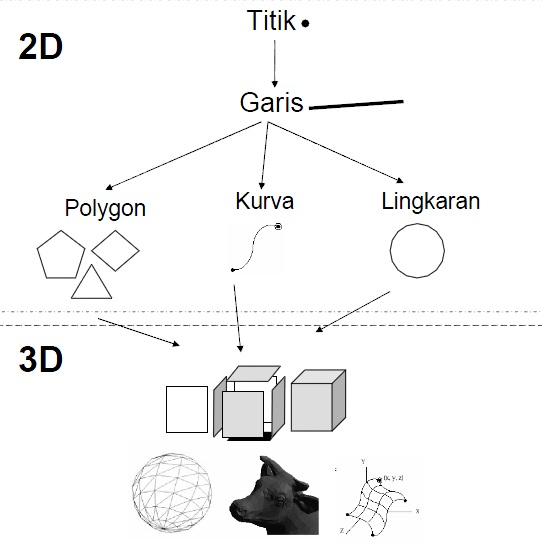 Titik
2D
Garis
Polygon
Kurva
Lingkaran
3D
Y
(x, y, z)
X
Z